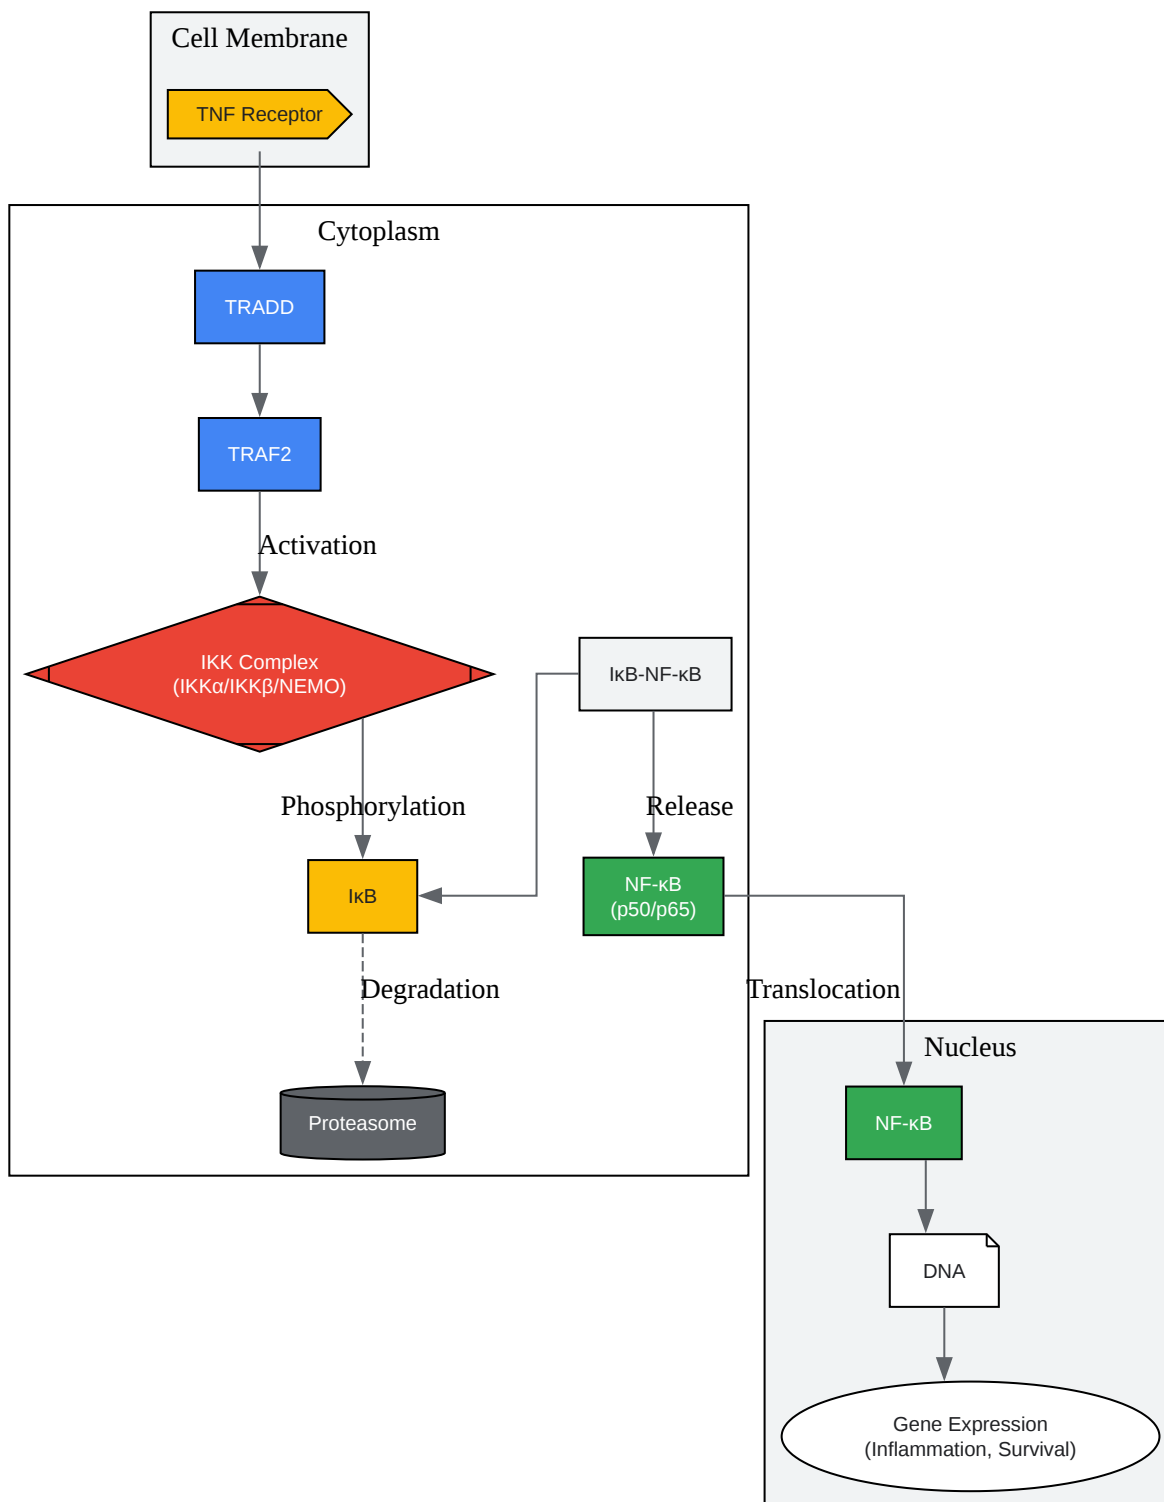 Cell Membrane
TNF Receptor
Cytoplasm
TRADD
TRAF2
Activation
IKK Complex
(IKKα/IKKβ/NEMO)
IκB-NF-κB
Phosphorylation
Release
IκB
NF-κB
(p50/p65)
Degradation
Translocation
Nucleus
Proteasome
NF-κB
DNA
Gene Expression
(Inflammation, Survival)